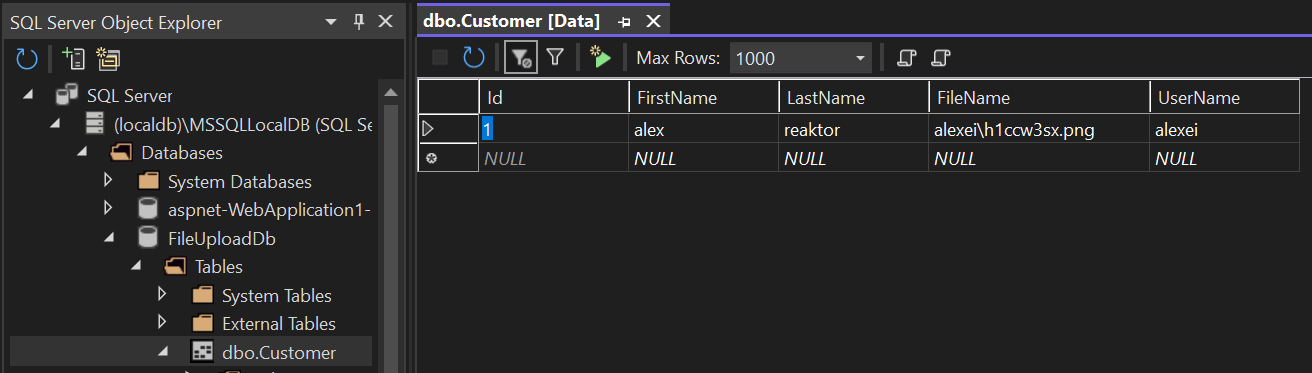 SQL Server Object Explorer
SQL Server
(localdb)\MSSQLLocalDB (SQL Se
Databases
System Databases
aspnet-WebApplication1-
FileUploadDb
Tables
System Tables
External Tables
dbo.Customer
dbo.Customer [Data]
Max Rows: 1000
Id FirstName LastName FileName UserName
1 alex reaktor alexei\h1ccw3sx.png alexei
NULL NULL NULL NULL NULL